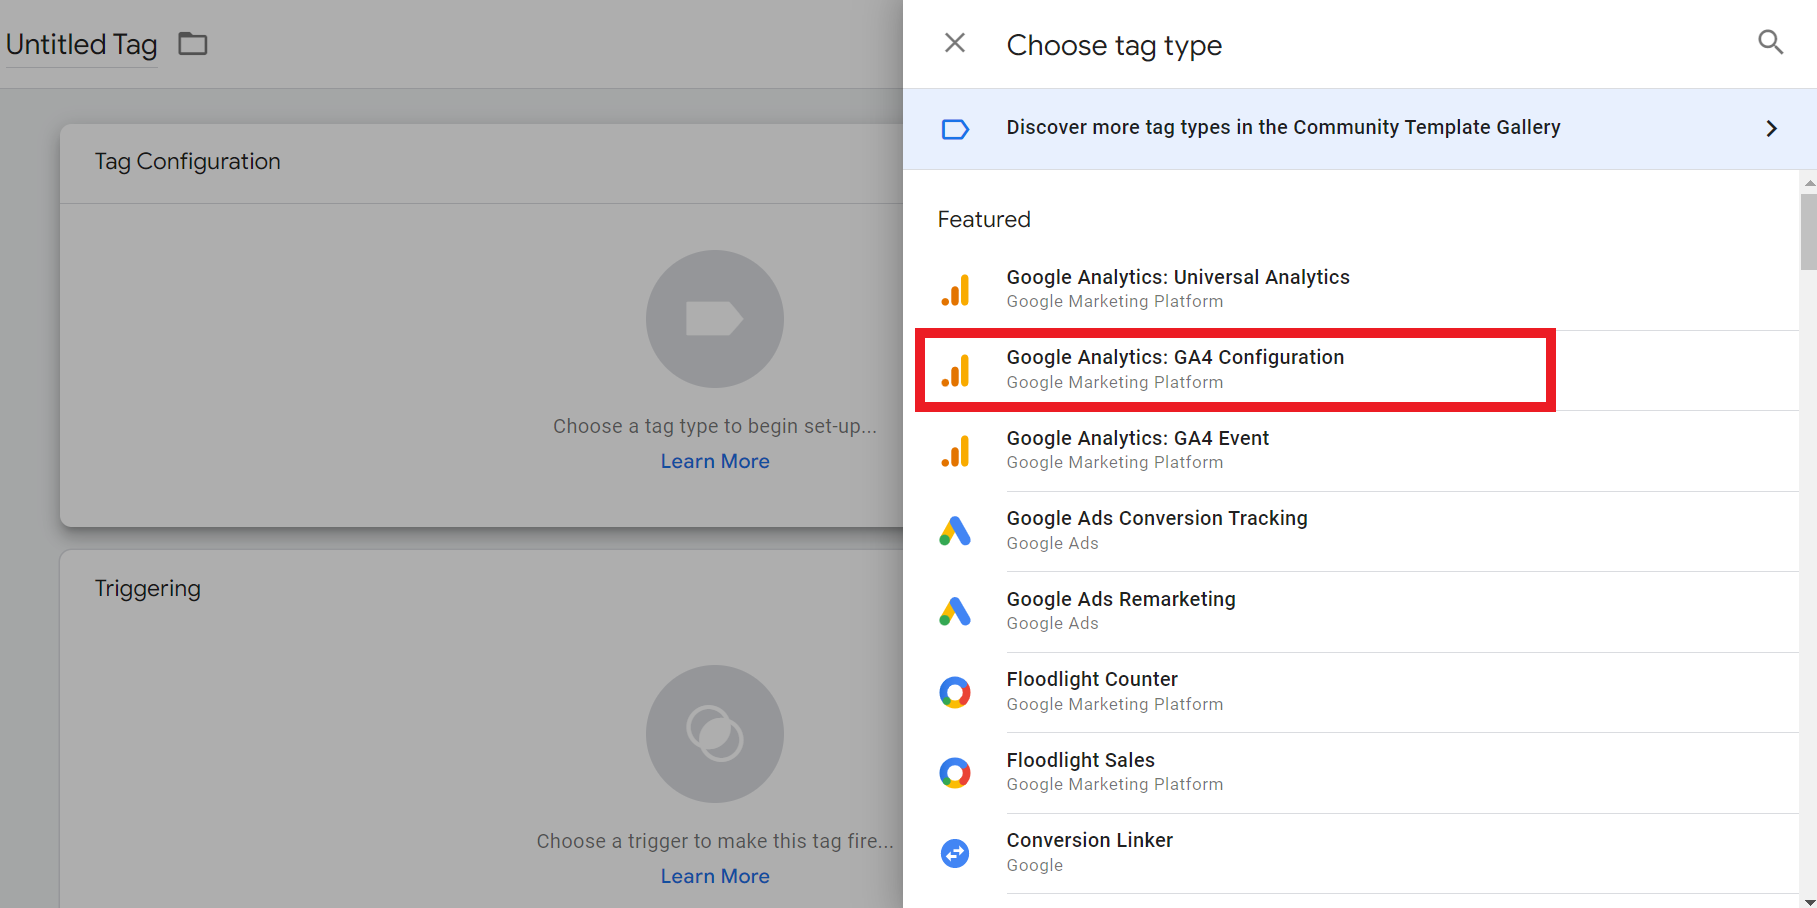 Untitled Tag
Tag Configuration
Choose a tag type to begin set-up...
Learn More
Triggering
Choose a trigger to make this tag fire...
Learn More
Choose tag type
Discover more tag types in the Community Template Gallery
Featured
Google Analytics: Universal Analytics
Google Marketing Platform
Google Analytics: GA4 Configuration
Google Marketing Platform
Google Analytics: GA4 Event
Google Marketing Platform
Google Ads Conversion Tracking
Google Ads
Google Ads Remarketing
Google Ads
Floodlight Counter
Google Marketing Platform
Floodlight Sales
Google Marketing Platform
Conversion Linker
Google